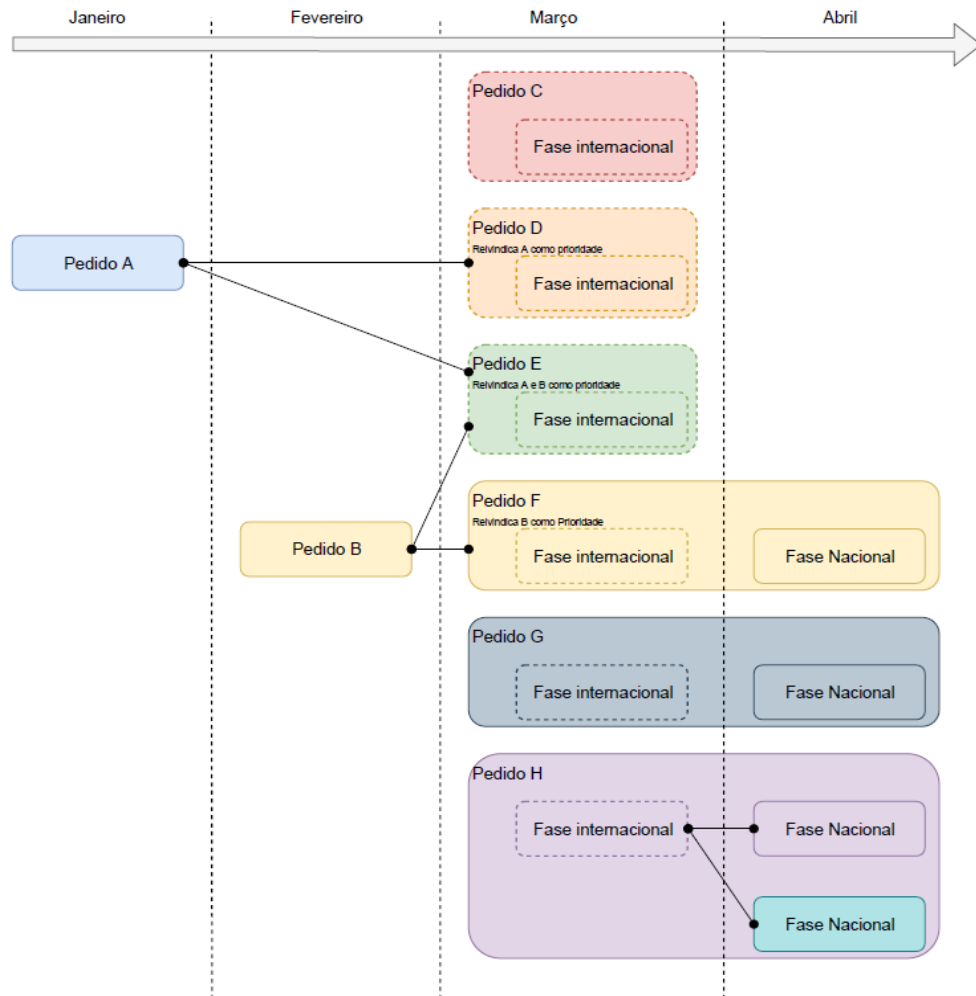 Janeiro
Fevereiro
Março
Abril
Pedido C
Fase internacional
Pedido D
Reivindica A como prioridade
Fase internacional
Pedido A
Pedido E
Reivindica A e B como prioridade
Fase internacional
Pedido F
Reivindica B como Prioridade
Pedido B
Fase internacional
Fase Nacional
Pedido G
Fase internacional
Fase Nacional
Pedido H
Fase internacional
Fase Nacional
Fase Nacional